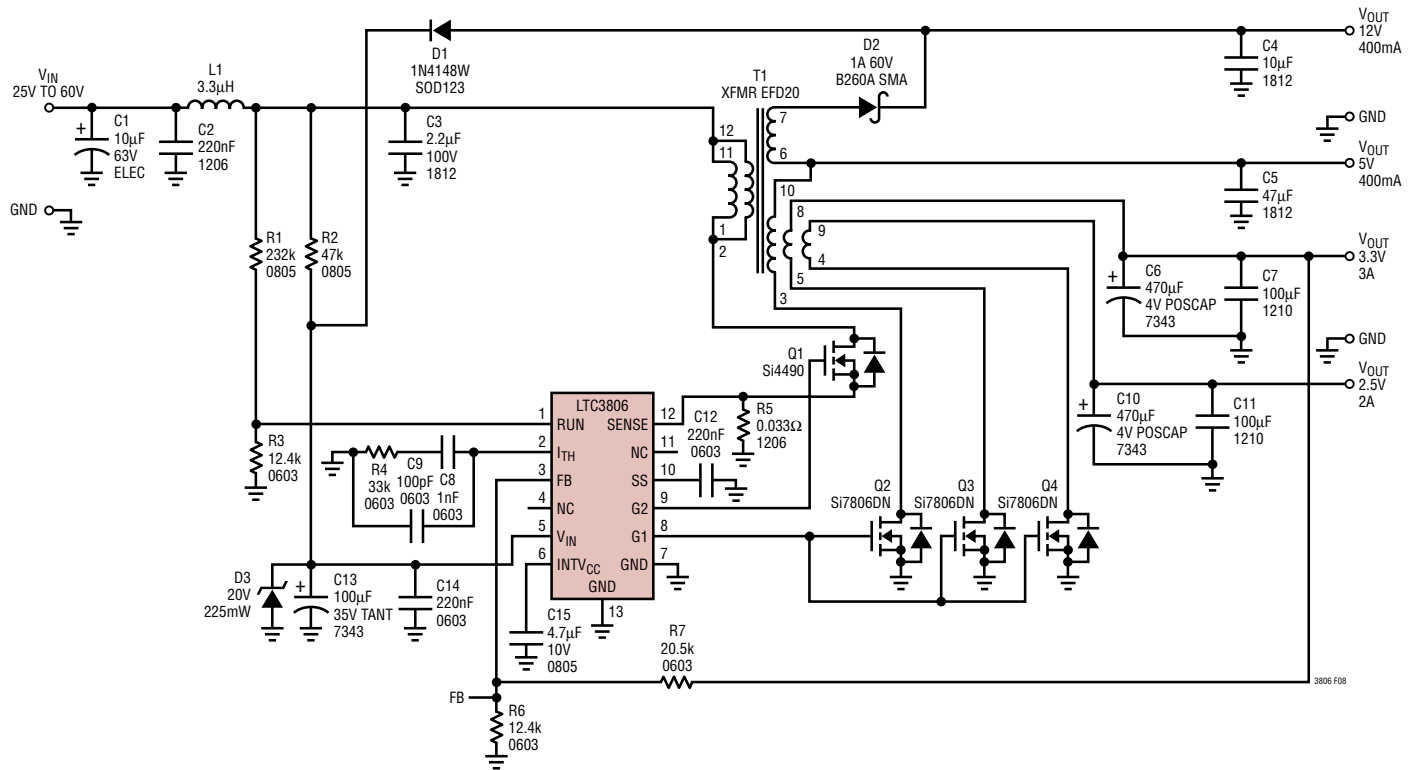 VIN
25V TO 60V
GND
C1
10µF
63V
ELEC
C2
220nF
1206
L1
3.3µH
R1
232k
0805
R2
47k
0805
D1
1N4148W
SOD123
C3
2.2µF
100V
1812
T1
XFMR EFD20
12
11
1
2
7
6
10
8
9
4
5
3
D2
1A 60V
B260A SMA
C4
10µF
1812
VOUT
12V
400mA
GND
VOUT
5V
400mA
C5
47µF
1812
VOUT
3.3V
3A
C6
470µF
4V POSCAP
7343
C7
100µF
1210
GND
VOUT
2.5V
2A
C10
470µF
4V POSCAP
7343
C11
100µF
1210
Q1
Si4490
R5
0.033Ω
1206
C12
220nF
0603
LTC3806
1
RUN
2
ITH
3
FB
4
NC
5
VIN
6
INTVCC
SENSE
12
NC
11
SS
10
G2
9
G1
8
GND
7
GND
13
R3
12.4k
0603
R4
33k
0603
C9
100pF
0603
C8
1nF
0603
Q2
Si7806DN
Q3
Si7806DN
Q4
Si7806DN
D3
20V
225mW
+
C13
100µF
35V TANT
7343
C14
220nF
0603
C15
4.7µF
10V
0805
R7
20.5k
0603
FB
R6
12.4k
0603
3806 F08